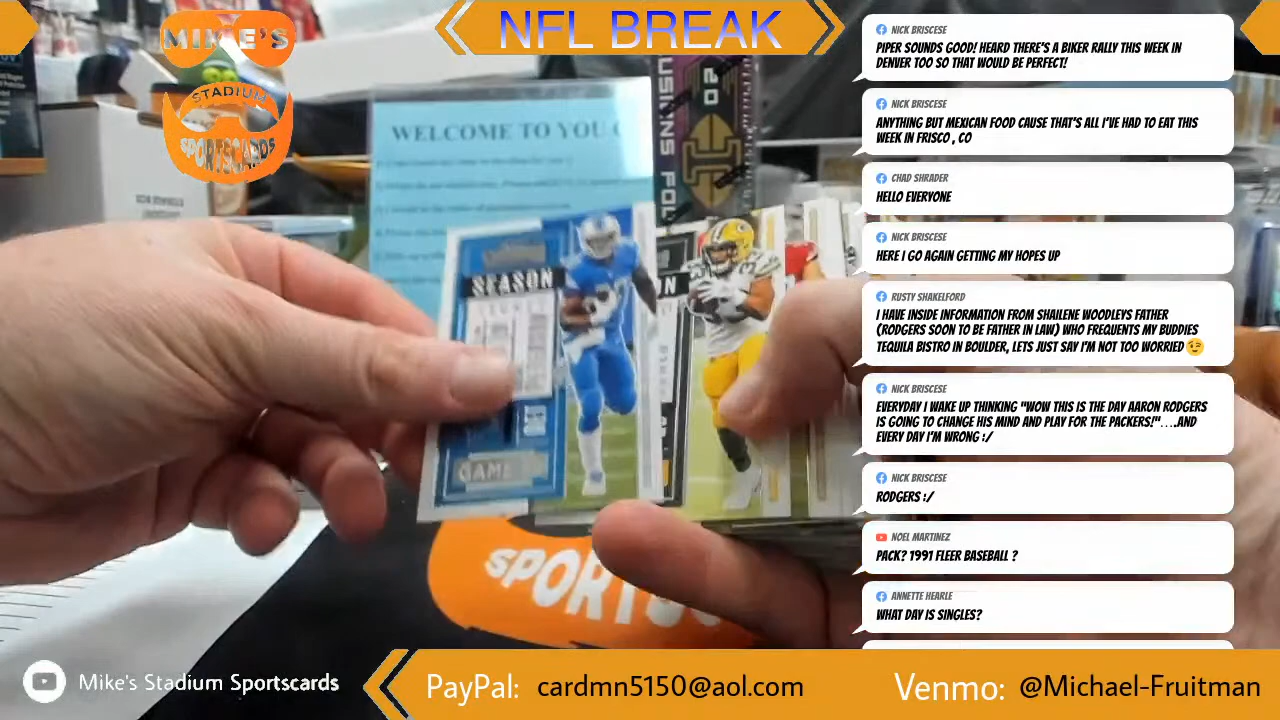 MIKE'S
STADIUM
SPORTSCARDS
NFL BREAK
WELCOME TO YOU
SEASON
GAME
SPORTSC
NICK BRISCESE
PIPER SOUNDS GOOD! HEARD THERE'S A BIKER RALLY THIS WEEK IN
DENVER TOO SO THAT WOULD BE PERFECT!
NICK BRISCESE
ANYTHING BUT MEXICAN FOOD CAUSE THAT'S ALL I'VE HAD TO EAT THIS
WEEK IN FRISCO , CO
CHAD SHRADER
HELLO EVERYONE
NICK BRISCESE
HERE I GO AGAIN GETTING MY HOPES UP
RUSTY SHAKELFORD
I HAVE INSIDE INFORMATION FROM SHAILENE WOODLEYS FATHER
(RODGERS SOON TO BE FATHER IN LAW) WHO FREQUENTS MY BUDDIES
TEQUILA BISTRO IN BOULDER, LETS JUST SAY I'M NOT TOO WORRIED😉
NICK BRISCESE
EVERYDAY I WAKE UP THINKING "WOW THIS IS THE DAY AARON RODGERS
IS GOING TO CHANGE HIS MIND AND PLAY FOR THE PACKERS!"....AND
EVERY DAY I'M WRONG :/
NICK BRISCESE
RODGERS :/
NOEL MARTINEZ
PACK? 1991 FLEER BASEBALL ?
ANNETTE HEARLE
WHAT DAY IS SINGLES?
Mike's Stadium Sportscards
PayPal: cardmn5150@aol.com
Venmo: @Michael-Fruitman